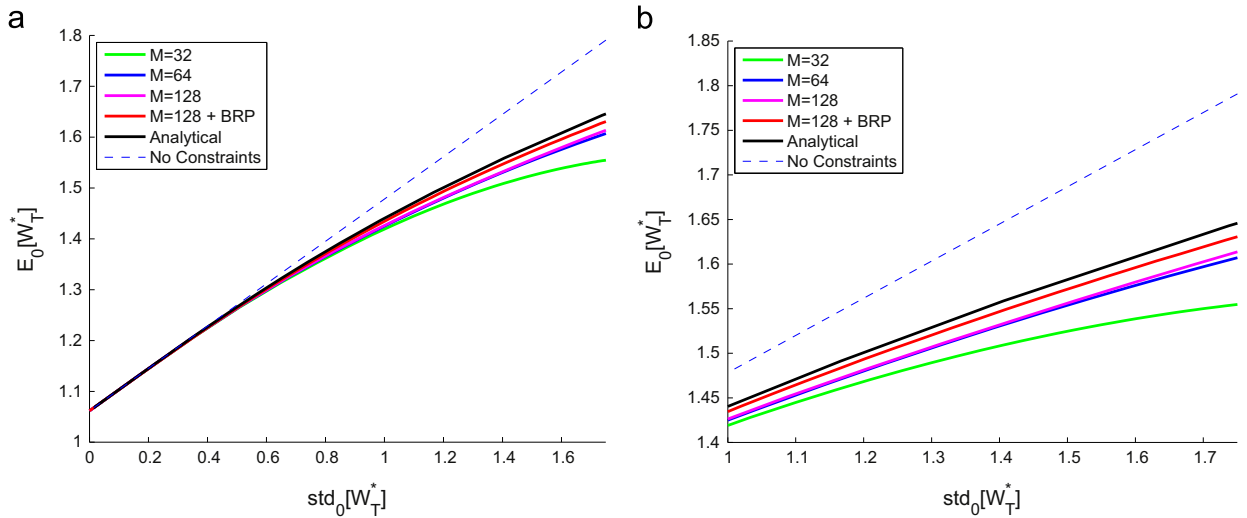 a
1.8
1.7
1.6
1.5
1.4
1.3
1.2
1.1
1
E0[W*T]
M=32
M=64
M=128
M=128 + BRP
Analytical
No Constraints
0 0.2 0.4 0.6 0.8 1 1.2 1.4 1.6
std0[W*T]
b
1.85
1.8
1.75
1.7
1.65
1.6
1.55
1.5
1.45
1.4
E0[W*T]
M=32
M=64
M=128
M=128 + BRP
Analytical
No Constraints
1 1.1 1.2 1.3 1.4 1.5 1.6 1.7
std0[W*T]